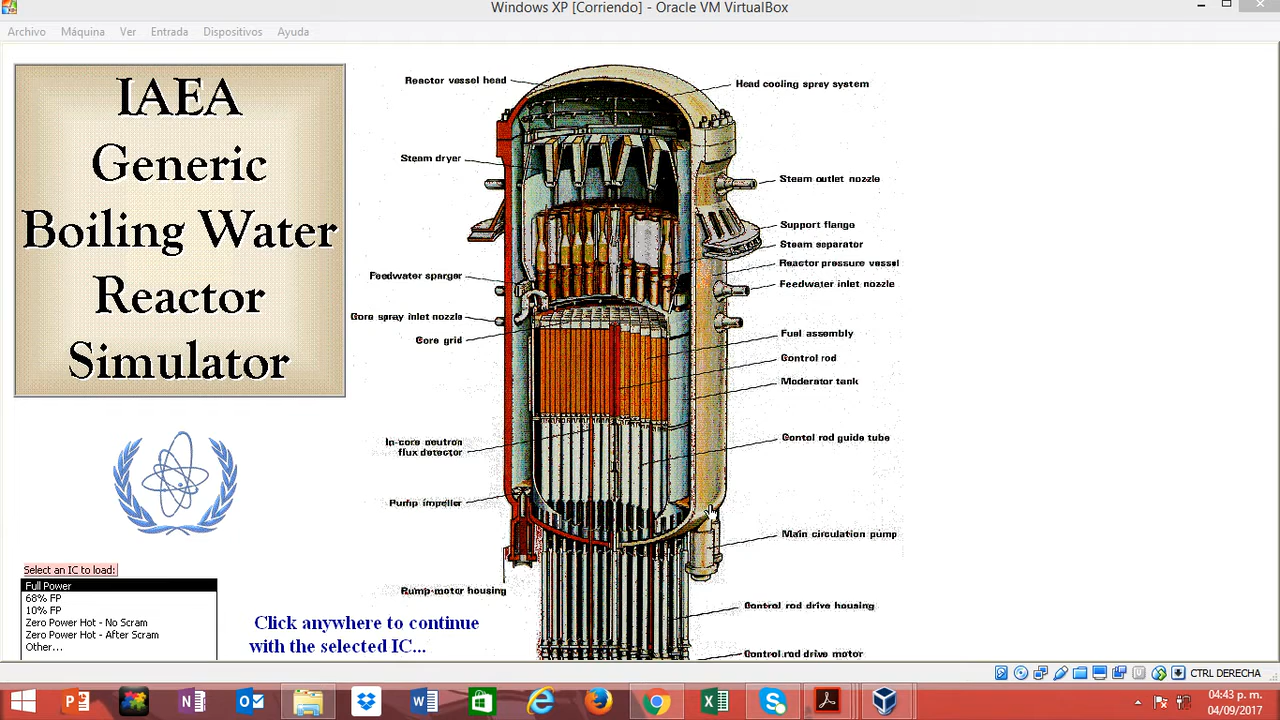 Windows XP [Corriendo] - Oracle VM VirtualBox
Archivo Máquina Ver Entrada Dispositivos Ayuda
IAEA
Generic
Boiling Water
Reactor
Simulator
Reactor vessel head
Head cooling spray system
Steam dryer
Steam outlet nozzle
Support flange
Steam separator
Reactor pressure vessel
Feedwater sparger
Feedwater inlet nozzle
Core spray inlet nozzle
Fuel assembly
Core grid
Control rod
Moderator tank
In-core neutron
flux detector
Contol rod guide tube
Pump impeller
Main circulation pump
Pump-motor housing
Control rod drive housing
Control rod drive motor
Select an IC to load:
Full Power
68% FP
10% FP
Zero Power Hot - No Scram
Zero Power Hot - After Scram
Other...
Click anywhere to continue
with the selected IC...
CTRL DERECHA
04:43 p. m.
04/09/2017